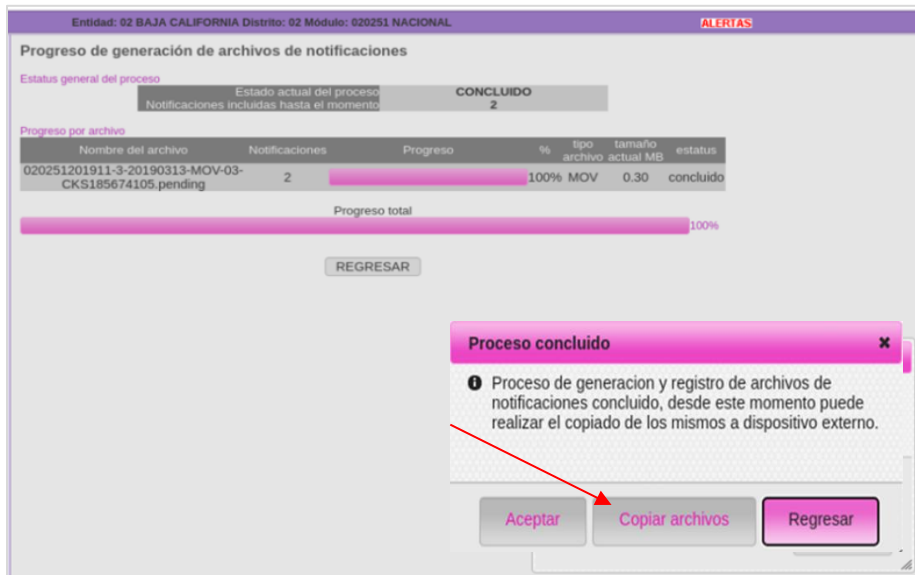 Entidad: 02 BAJA CALIFORNIA Distrito: 02 Módulo: 020251 NACIONAL ALERTAS
Progreso de generación de archivos de notificaciones
Estatus general del proceso
Estado actual del proceso CONCLUIDO
Notificaciones incluidas hasta el momento 2
Progreso por archivo
Nombre del archivo Notificaciones Progreso % tipo archivo tamaño actual MB estatus
020251201911-3-20190313-MOV-03-
CKS185674105.pending 2 100% MOV 0.30 concluido
Progreso total
100%
REGRESAR
Proceso concluido ×
Proceso de generacion y registro de archivos de
notificaciones concluido, desde este momento puede
realizar el copiado de los mismos a dispositivo externo.
Aceptar Copiar archivos Regresar